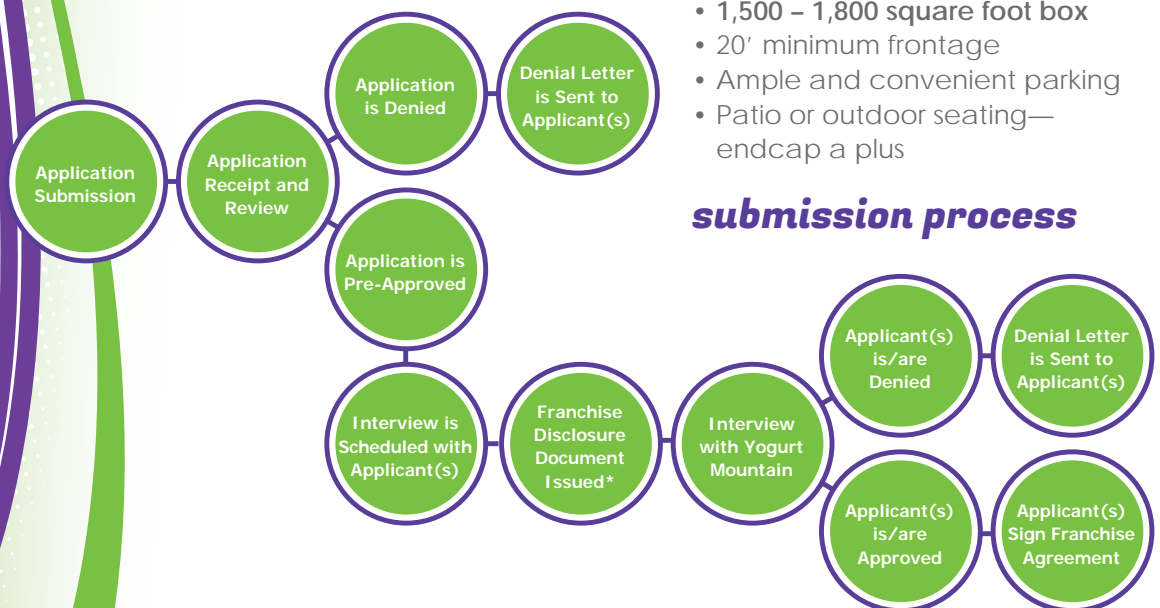 • 1,500 – 1,800 square foot box
• 20’ minimum frontage
• Ample and convenient parking
• Patio or outdoor seating—
endcap a plus
submission process
Application
Submission
Application
Receipt and
Review
Application
is Denied
Denial Letter
is Sent to
Applicant(s)
Application is
Pre-Approved
Interview is
Scheduled with
Applicant(s)
Franchise
Disclosure
Document
Issued*
Interview
with Yogurt
Mountain
Applicant(s)
is/are
Denied
Denial Letter
is Sent to
Applicant(s)
Applicant(s)
is/are
Approved
Applicant(s)
Sign Franchise
Agreement